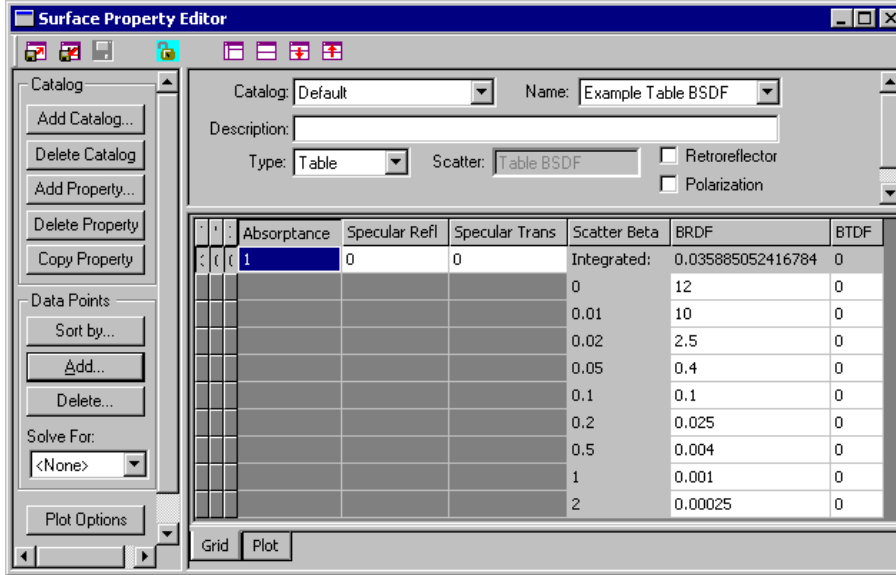 Surface Property Editor
Catalog
Add Catalog...
Delete Catalog
Add Property...
Delete Property
Copy Property
Data Points
Sort by...
Add...
Delete...
Solve For:
<None>
Plot Options
Catalog: Default Name: Example Table BSDF
Description:
Type: Table Scatter: Table BSDF Retroreflector
Polarization
Absorptance Specular Refl Specular Trans Scatter Beta BRDF BTDF
1 0 0 Integrated: 0.035885052416784 0
0 12 0
0.01 10 0
0.02 2.5 0
0.05 0.4 0
0.1 0.1 0
0.2 0.025 0
0.5 0.004 0
1 0.001 0
2 0.00025 0
Grid Plot